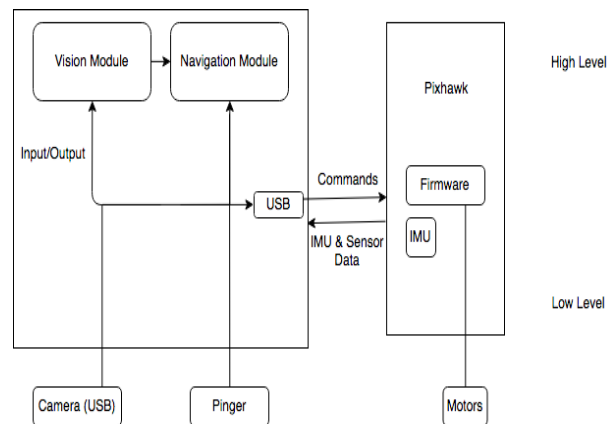 Vision Module
Navigation Module
High Level
Pixhawk
Input/Output
Commands
Firmware
USB
IMU & Sensor
Data
IMU
Low Level
Camera (USB)
Pinger
Motors